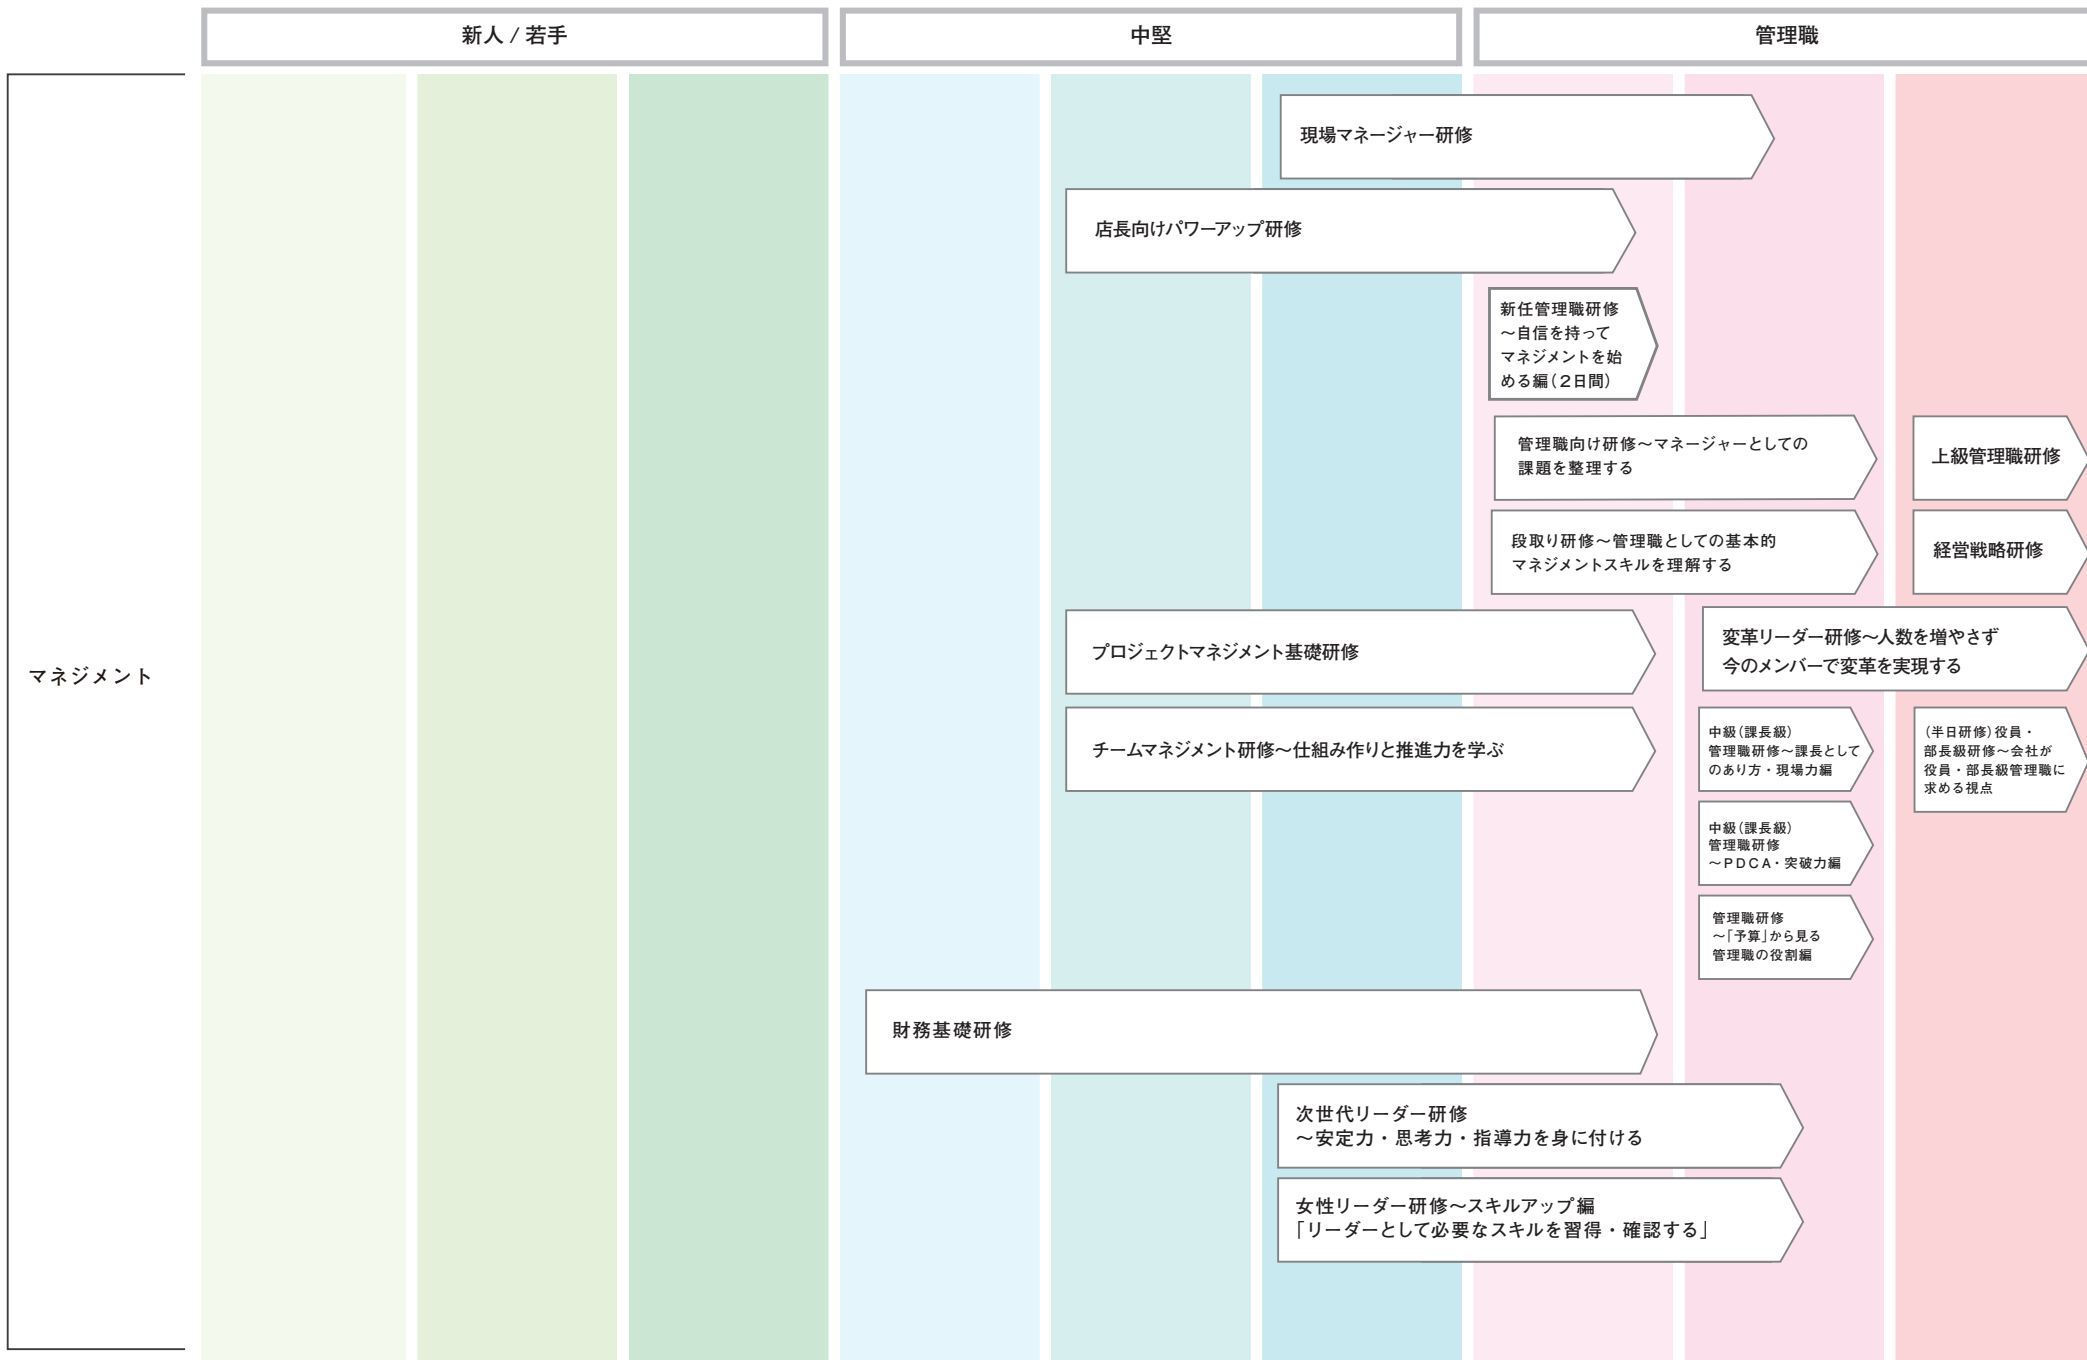 新人 / 若手
中堅
管理職
マネジメント
現場マネージャー研修
店長向けパワーアップ研修
新任管理職研修
～自信を持って
マネジメントを始
める編(2日間)
管理職向け研修～マネージャーとしての
課題を整理する
上級管理職研修
段取り研修～管理職としての基本的
マネジメントスキルを理解する
経営戦略研修
プロジェクトマネジメント基礎研修
変革リーダー研修～人数を増やさず
今のメンバーで変革を実現する
チームマネジメント研修～仕組み作りと推進力を学ぶ
中級(課長級)
管理職研修～課長として
のあり方・現場力編
(半日研修)役員・
部長級研修～会社が
役員・部長級管理職に
求める視点
中級(課長級)
管理職研修
～PDCA・突破力編
管理職研修
～「予算」から見る
管理職の役割編
財務基礎研修
次世代リーダー研修
～安定力・思考力・指導力を身に付ける
女性リーダー研修～スキルアップ編
「リーダーとして必要なスキルを習得・確認する」